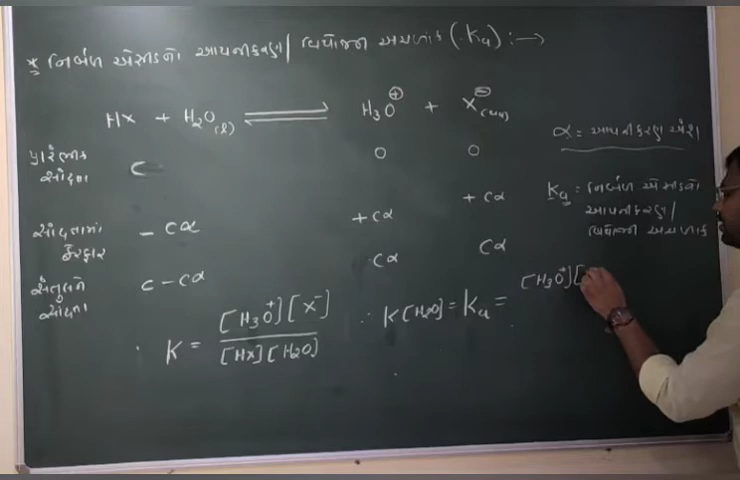 * નિર્બળ એસિડનો આયનીકરણ / વિયોજન અચળાંક (Ka) :→
HX + H₂O(l) ⇌ H₃O⊕ + X⊖(aq)
α = આયનીકરણ અંશ
પ્રારંભિક સાંદ્રતા C 0 0
Ka = નિર્બળ એસિડનો આયનીકરણ / વિયોજન અચળાંક
સાંદ્રતામાં ફેરફાર - Cα + Cα + Cα
સંતુલને સાંદ્રતા C - Cα Cα Cα
∴ K = [H₃O⁺][X⁻] / [HX][H₂O] ∴ K[H₂O] = Ka = [H₃O⁺][